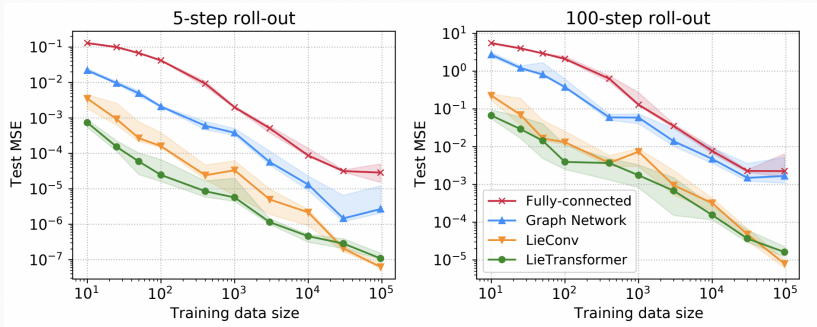 5-step roll-out
Test MSE
10⁻¹
10⁻²
10⁻³
10⁻⁴
10⁻⁵
10⁻⁶
10⁻⁷
10¹ 10² 10³ 10⁴ 10⁵
Training data size
100-step roll-out
Test MSE
10¹
10⁰
10⁻¹
10⁻²
10⁻³
10⁻⁴
10⁻⁵
Fully-connected
Graph Network
LieConv
LieTransformer
10¹ 10² 10³ 10⁴ 10⁵
Training data size